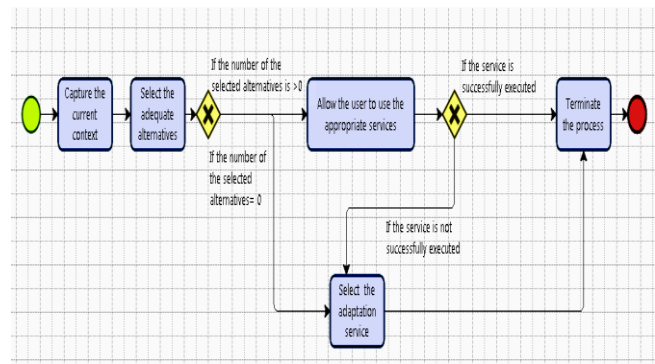 Capture the
current
context
Select the
adequate
alternatives
If the number of the
selected alternatives is >0
If the number of
the selected
alternatives= 0
Allow the user to use the
appropriate services
If the service is
successfully executed
If the service is not
successfully executed
Select the
adaptation
service
Terminate
the process